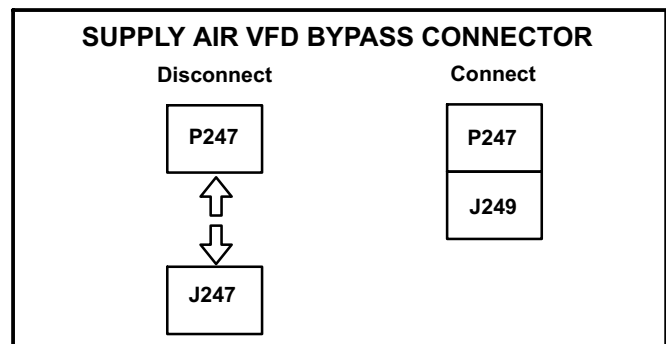 SUPPLY AIR VFD BYPASS CONNECTOR
Disconnect Connect
P247 P247
J249
J247